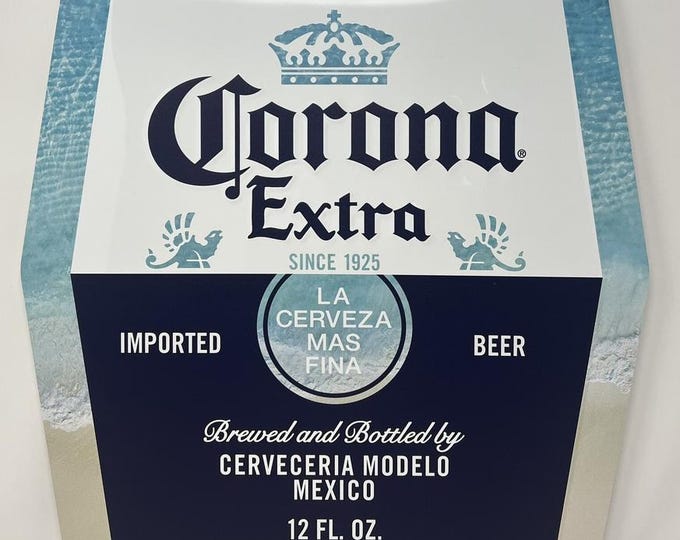 Corona®
Extra
SINCE 1925
LA
CERVEZA
MAS
FINA
IMPORTED
BEER
Brewed and Bottled by
CERVECERIA MODELO
MEXICO
12 FL. OZ.